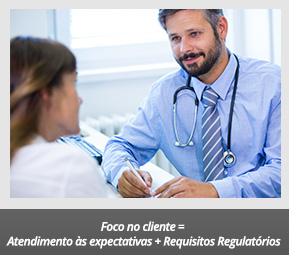 Foco no cliente =
Atendimento às expectativas + Requisitos Regulatórios